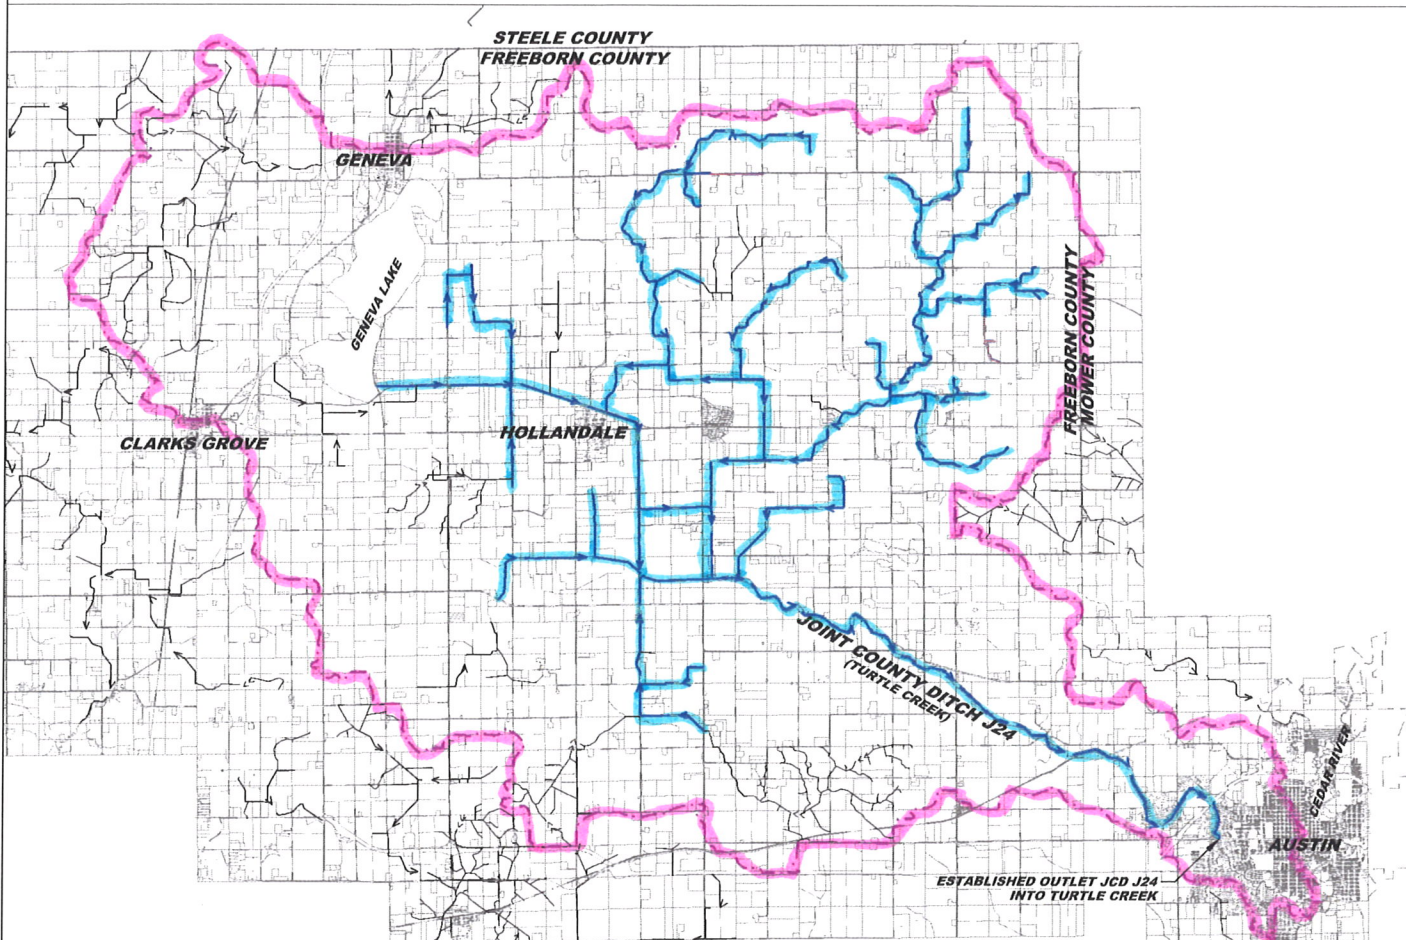 STEELE COUNTY
FREEBORN COUNTY
GENEVA
GENEVA LAKE
FREEBORN COUNTY
MOWER COUNTY
CLARKS GROVE
HOLLANDALE
JOINT COUNTY DITCH J24
(TURTLE CREEK)
CEDAR RIVER
AUSTIN
ESTABLISHED OUTLET JCD J24
INTO TURTLE CREEK